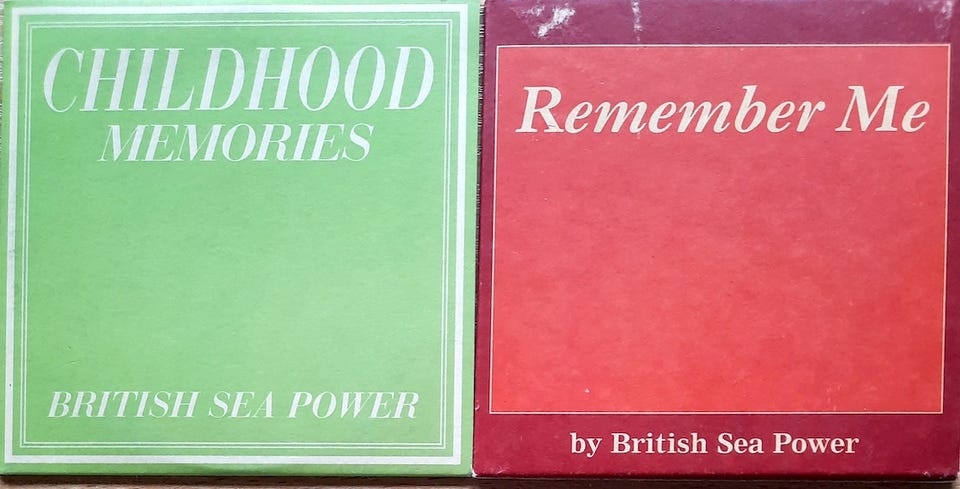 CHILDHOOD
MEMORIES
BRITISH SEA POWER
Remember Me
by British Sea Power